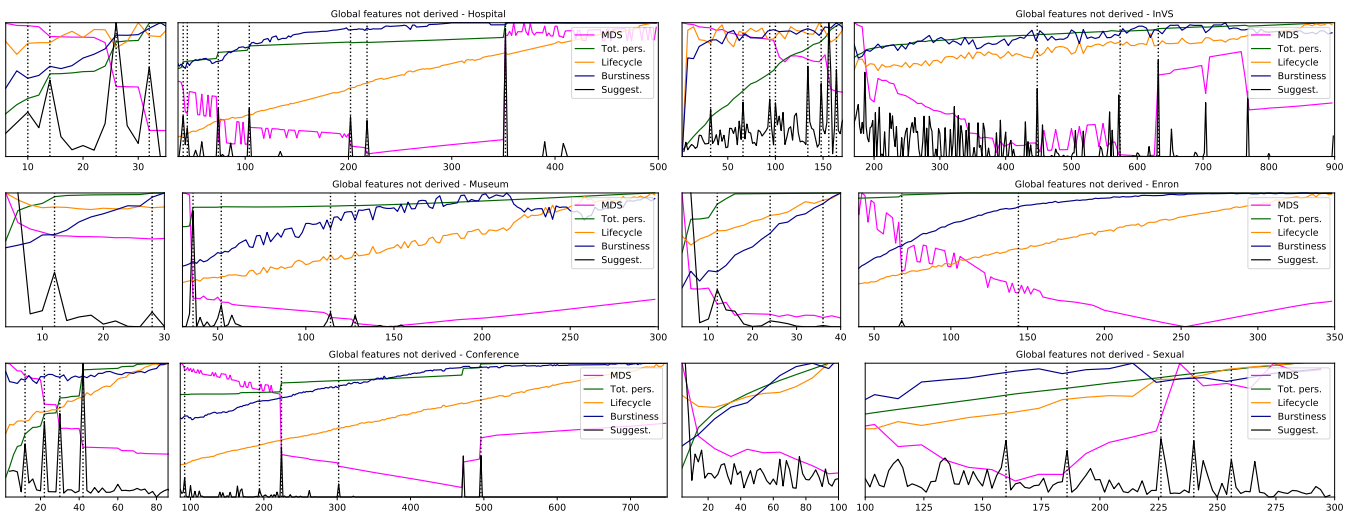 Global features not derived - Hospital
MDS
Tot. pers.
Lifecycle
Burstiness
Suggest.
10 20 30
100 200 300 400 500
Global features not derived - InVS
MDS
Tot. pers.
Lifecycle
Burstiness
Suggest.
50 100 150
200 300 400 500 600 700 800 900
Global features not derived - Museum
MDS
Tot. pers.
Lifecycle
Burstiness
Suggest.
10 20 30
50 100 150 200 250 300
Global features not derived - Enron
MDS
Tot. pers.
Lifecycle
Burstiness
Suggest.
10 20 30 40
50 100 150 200 250 300 350
Global features not derived - Conference
MDS
Tot. pers.
Lifecycle
Burstiness
Suggest.
20 40 60 80
100 200 300 400 500 600 700
Global features not derived - Sexual
MDS
Tot. pers.
Lifecycle
Burstiness
Suggest.
20 40 60 80 100
100 125 150 175 200 225 250 275 300